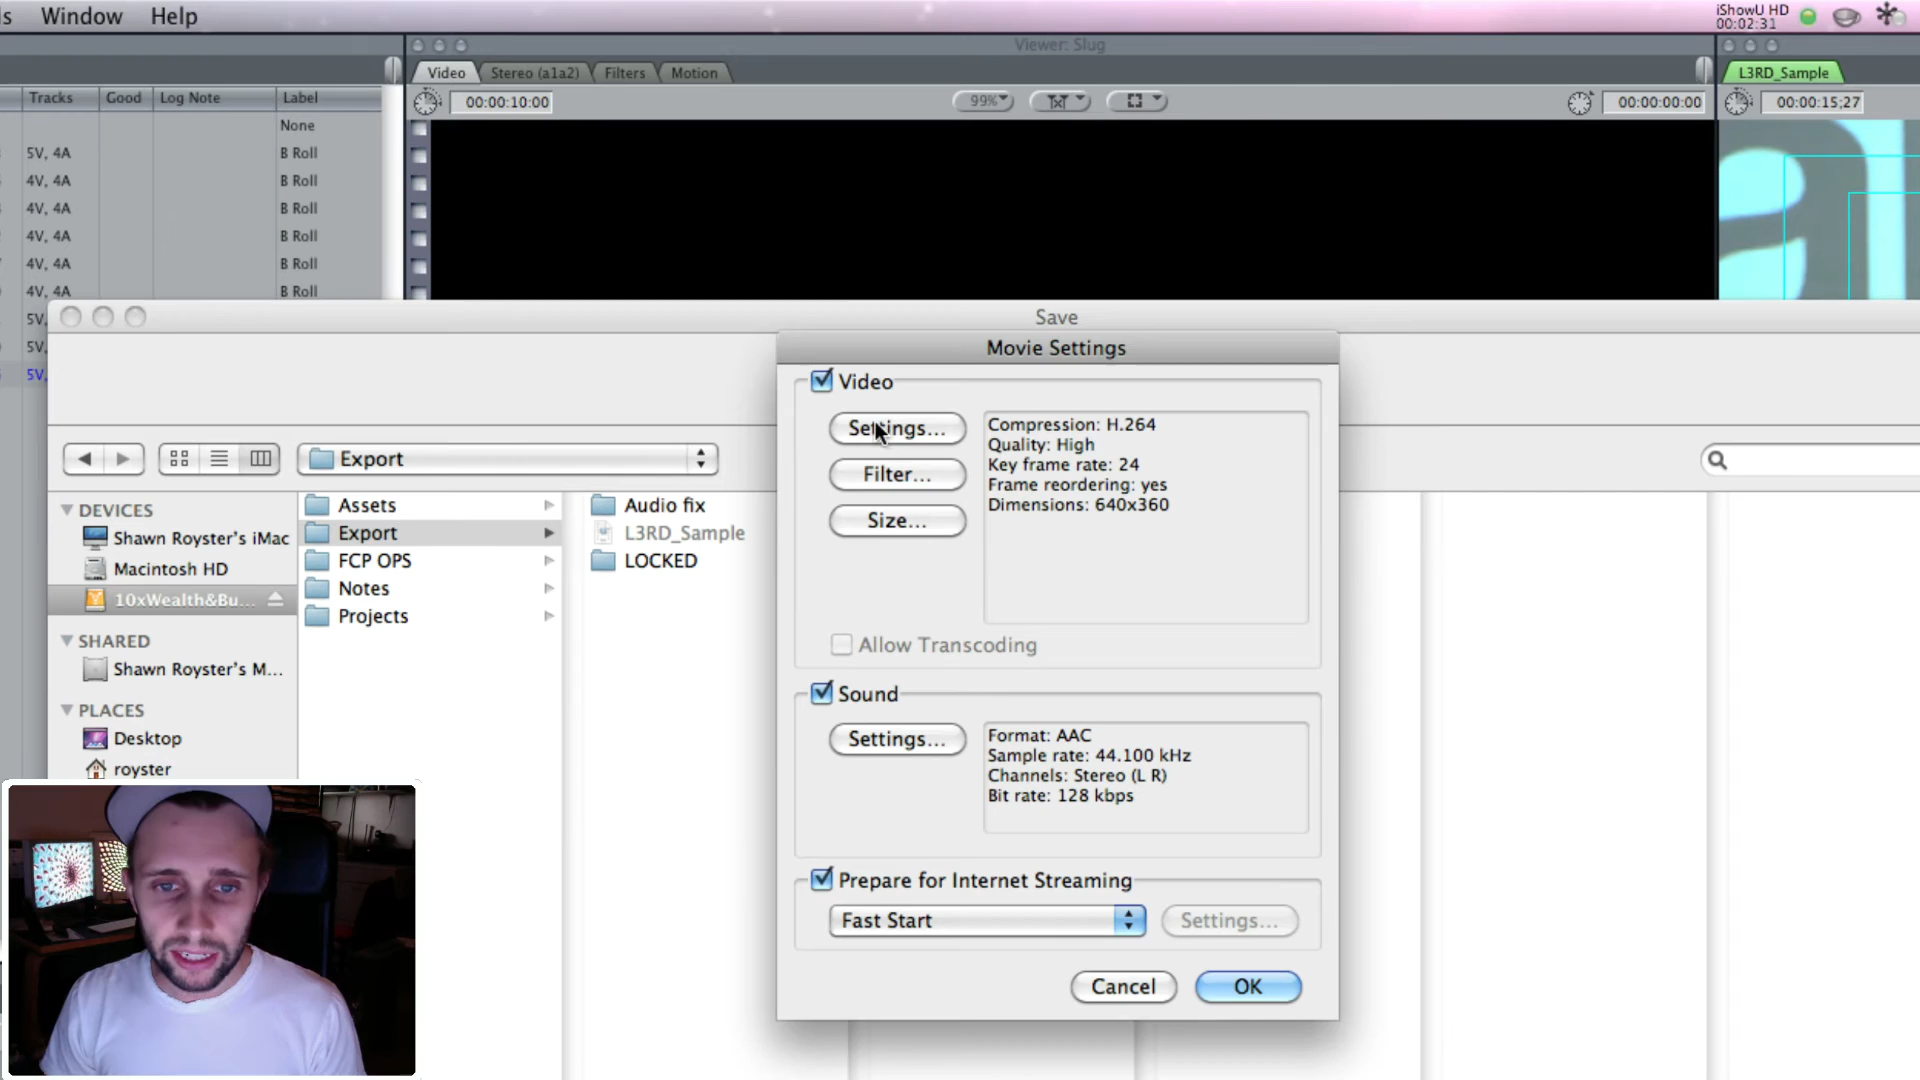 Window Help
iShowU HD
00:02:31
Viewer: Slug
Video Stereo (a1a2) Filters Motion
L3RD_Sample
Tracks Good Log Note Label
00:00:10:00
99%
00:00:00:00
00:00:15;27
None
5V, 4A B Roll
4V, 4A B Roll
4V, 4A B Roll
4V, 4A B Roll
4V, 4A B Roll
4V, 4A B Roll
5V,
5V,
5V,
Save
Movie Settings
Video
Settings...
Filter...
Size...
Compression: H.264
Quality: High
Key frame rate: 24
Frame reordering: yes
Dimensions: 640x360
Allow Transcoding
Sound
Settings...
Format: AAC
Sample rate: 44.100 kHz
Channels: Stereo (L R)
Bit rate: 128 kbps
Prepare for Internet Streaming
Fast Start
Settings...
Cancel
OK
Export
DEVICES
Shawn Royster's iMac
Macintosh HD
10xWealth&Bu...
SHARED
Shawn Royster's M...
PLACES
Desktop
royster
Assets
Export
FCP OPS
Notes
Projects
Audio fix
L3RD_Sample
LOCKED